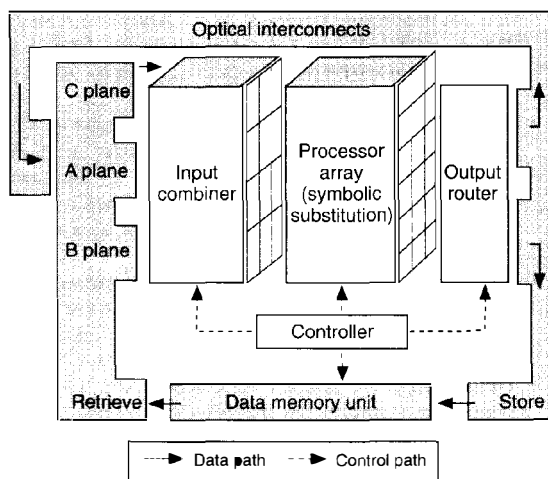 Optical interconnects
C plane
A plane
B plane
Input
combiner
Processor
array
(symbolic
substitution)
Output
router
Controller
Retrieve
Data memory unit
Store
Data path
Control path